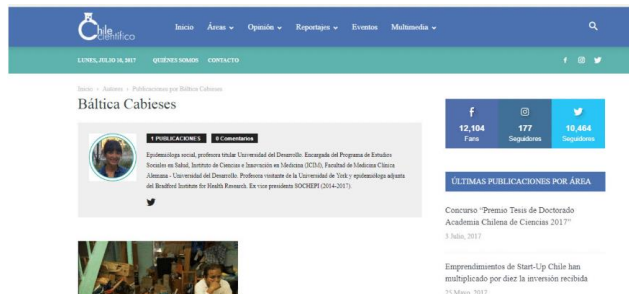 Chile
científico
Inicio Áreas Opinión Reportajes Eventos Multimedia
LUNES, JULIO 16, 2017 QUIÉNES SOMOS CONTACTO
Inicio › Autores › Publicaciones por Báltica Cabieses
Báltica Cabieses
1 PUBLICACIONES 0 Comentarios
Epidemióloga social, profesora titular Universidad del Desarrollo. Encargada del Programa de Estudios
Sociales en Salud, Instituto de Ciencias e Innovación en Medicina (ICIM), Facultad de Medicina Clínica
Alemana - Universidad del Desarrollo. Profesora visitante de la Universidad de York y epidemióloga adjunta
del Bradford Institute for Health Research. Ex vice presidenta SOCHEPI (2014-2017).
12,104 177 10,464
Fans Seguidores Seguidores
ÚLTIMAS PUBLICACIONES POR ÁREA
Concurso “Premio Tesis de Doctorado
Academia Chilena de Ciencias 2017”
5 Julio, 2017
Emprendimientos de Start-Up Chile han
multiplicado por diez la inversión recibida
25 Mayo, 2017